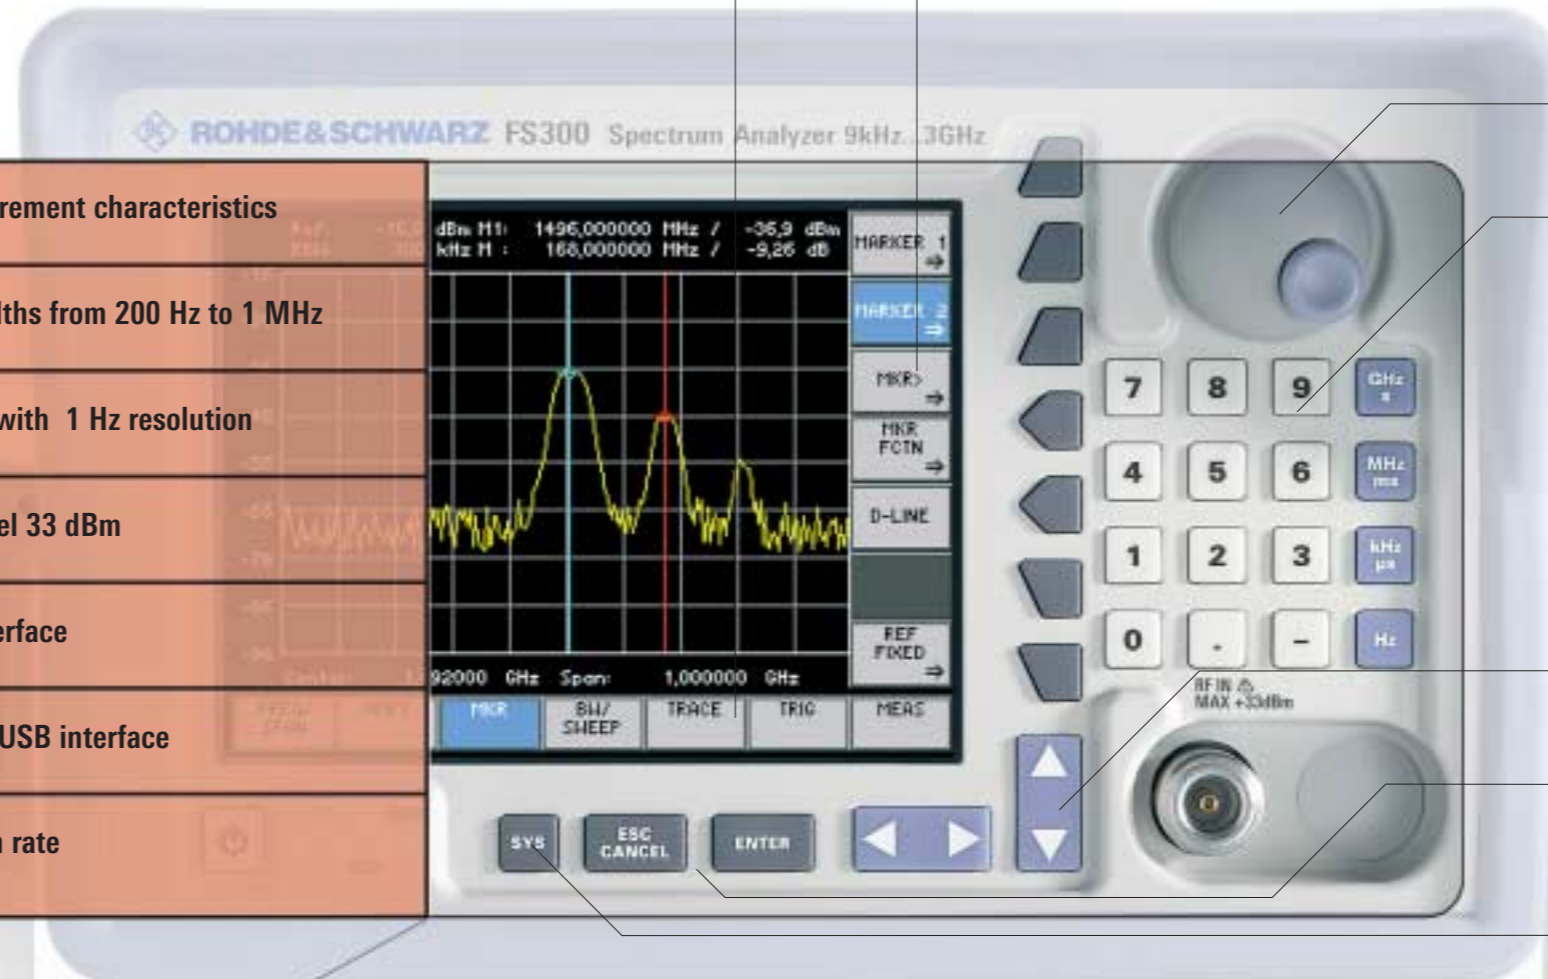 ROHDE&SCHWARZ FS300 Spectrum Analyzer 9kHz...3GHz
rement characteristics
lths from 200 Hz to 1 MHz
with 1 Hz resolution
el 33 dBm
erface
USB interface
n rate
dBm M1: 1496,000000 MHz / -36,9 dBm
kHz M : 168,000000 MHz / -9,26 dB
MARKER 1
MARKER 2
MKR>
MKR
FCTN
D-LINE
REF
FIXED
92000 GHz Span: 1,000000 GHz
MKR
BW/
SWEEP
TRACE
TRIG
MEAS
7 8 9 GHz
s
4 5 6 MHz
ms
1 2 3 kHz
µs
0 . – Hz
RF IN
MAX +33dBm
SYS
ESC
CANCEL
ENTER